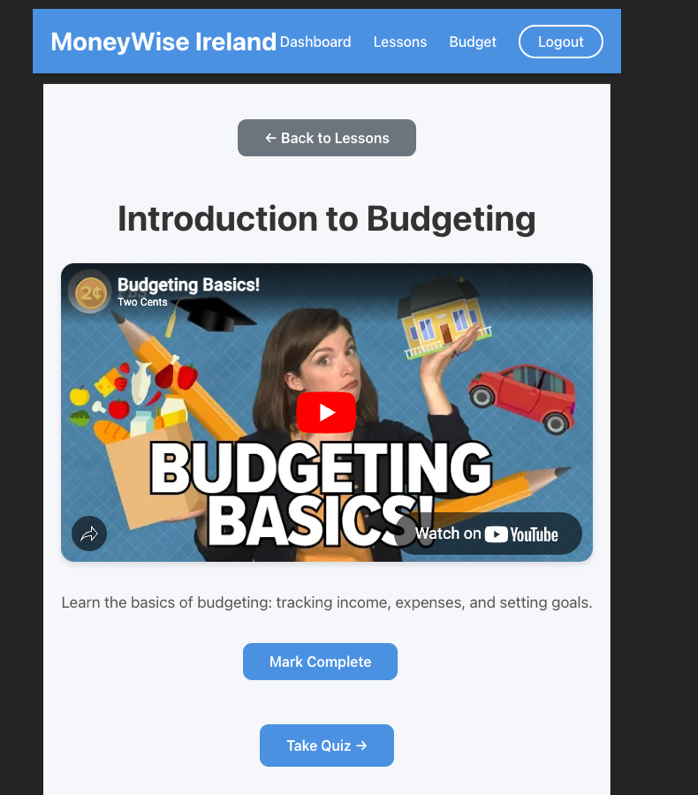 MoneyWise Ireland Dashboard Lessons Budget Logout
← Back to Lessons
Introduction to Budgeting
2¢ Budgeting Basics!
Two Cents
BUDGETING
BASICS!
Watch on YouTube
Learn the basics of budgeting: tracking income, expenses, and setting goals.
Mark Complete
Take Quiz →